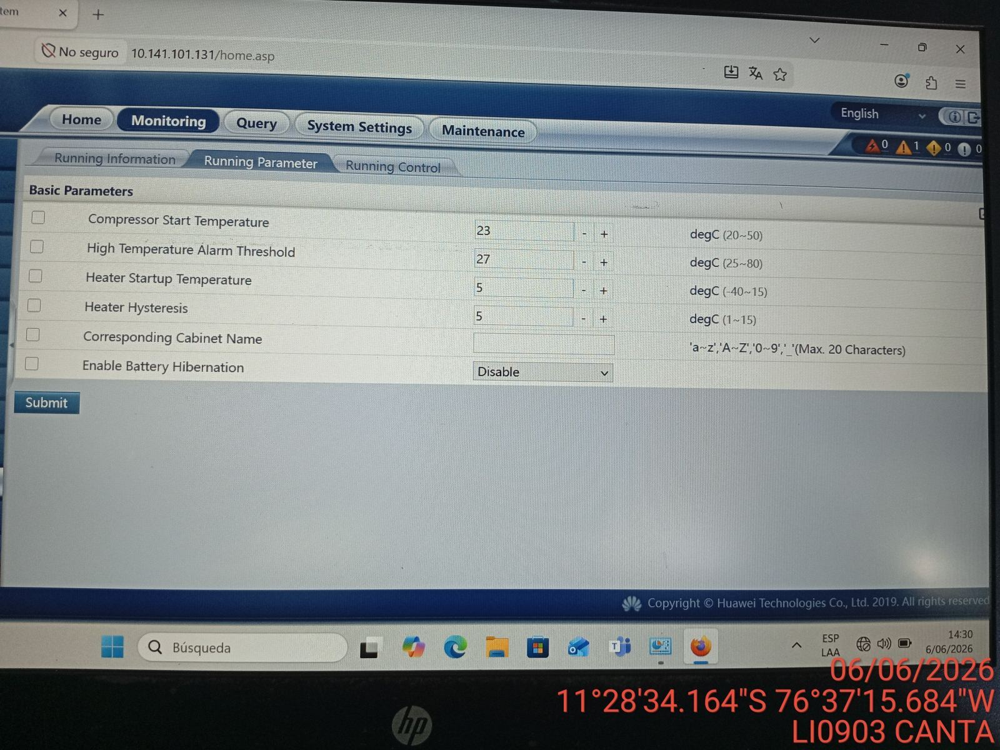 tem
No seguro 10.141.101.131/home.asp
Home Monitoring Query System Settings Maintenance English
0 1 0 0
Running Information Running Parameter Running Control
Basic Parameters
Compressor Start Temperature 23 - + degC (20~50)
High Temperature Alarm Threshold 27 - + degC (25~80)
Heater Startup Temperature 5 - + degC (-40~15)
Heater Hysteresis 5 - + degC (1~15)
Corresponding Cabinet Name 'a~z','A~Z','0~9','_'(Max. 20 Characters)
Enable Battery Hibernation Disable
Submit
Copyright © Huawei Technologies Co., Ltd. 2019. All rights reserved
Búsqueda
ESP
LAA
14:30
6/06/2026
hp
06/06/2026
11°28'34.164"S 76°37'15.684"W
LI0903 CANTA